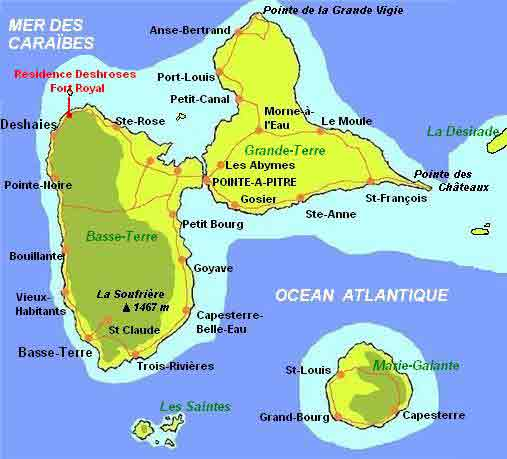 Pointe de la Grande Vigie
MER DES
CARAÏBES
Anse-Bertrand
Residence Deshroses
Fort Royal
Port-Louis
Petit-Canal
Deshaies
Ste-Rose
Morne-à-
l'Eau
Le Moule
La Désirade
Grande-Terre
Les Abymes
Pointe des
Châteaux
Pointe-Noire
POINTE-A-PITRE
St-François
Gosier
Ste-Anne
Petit Bourg
Basse-Terre
Bouillante
Goyave
La Soufrière
1467 m
OCEAN ATLANTIQUE
Vieux-
Habitants
St Claude
Capesterre-
Belle-Eau
Basse-Terre
Trois-Rivières
St-Louis
Marie-Galante
Les Saintes
Grand-Bourg
Capesterre